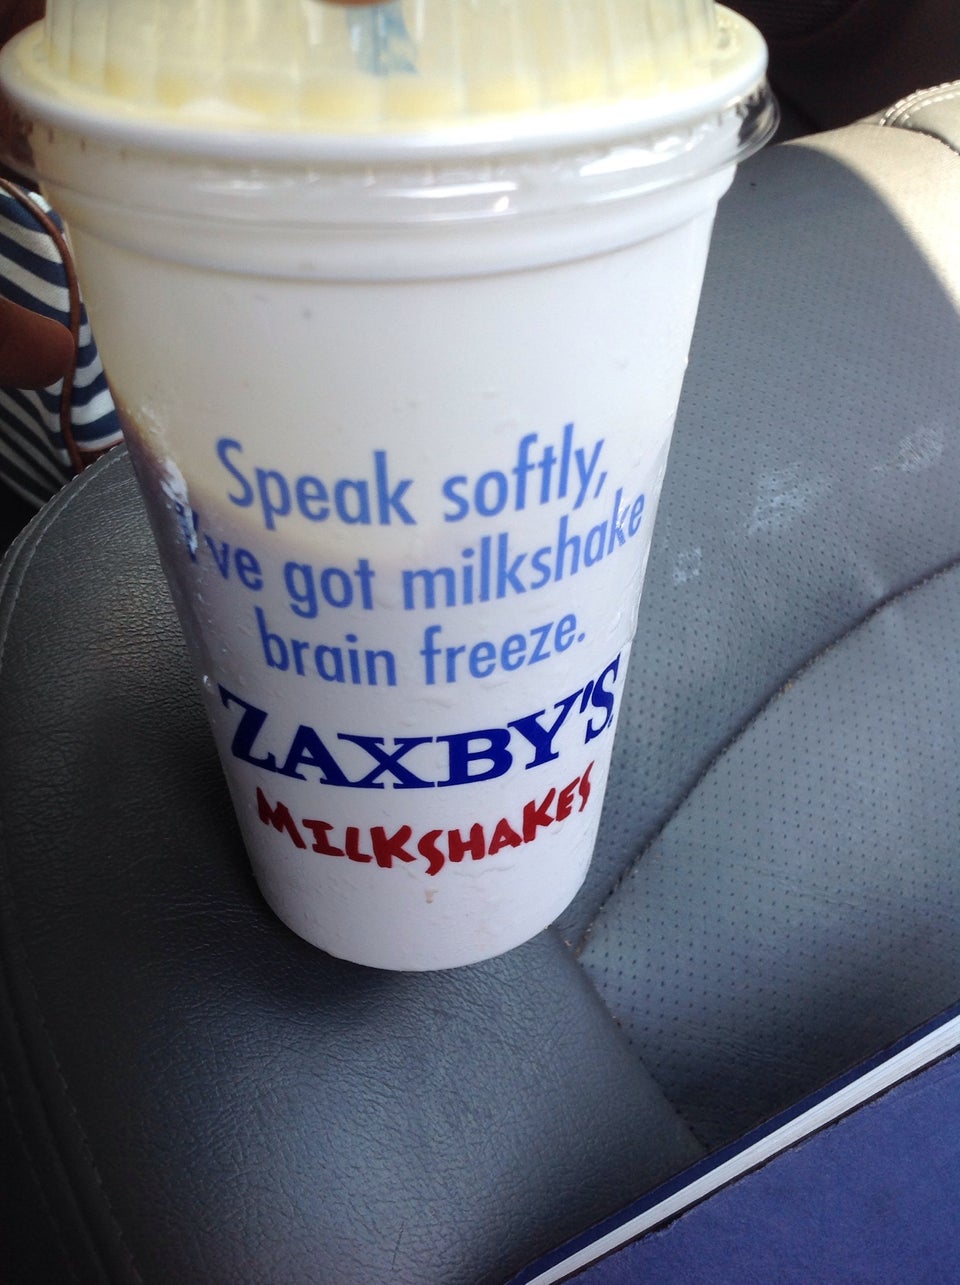 Speak softly,
I've got milkshake
brain freeze.
ZAXBY'S
MILKSHAKES